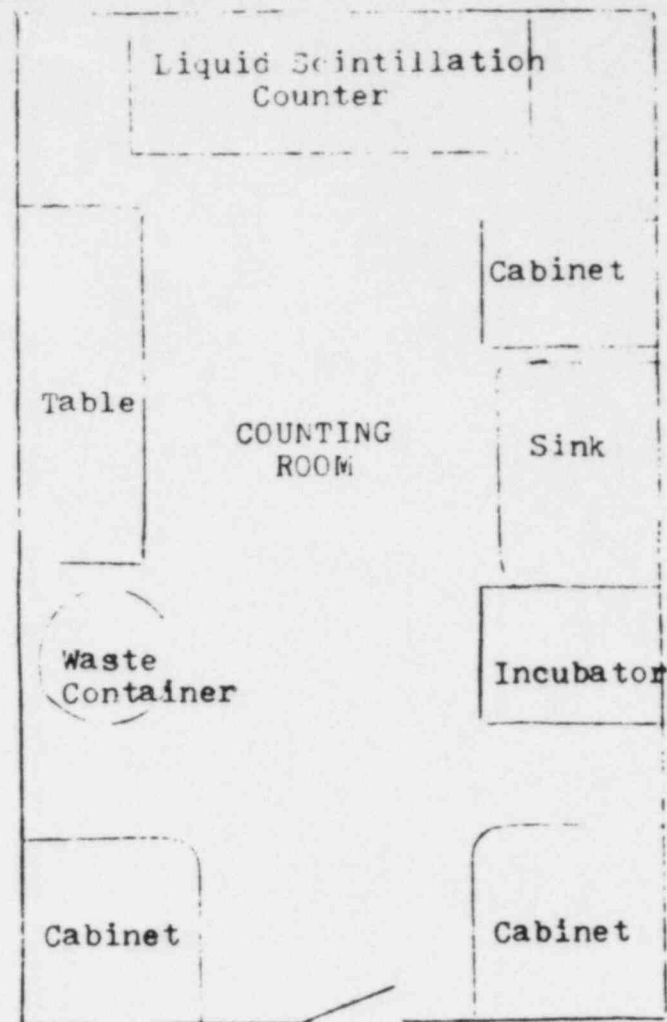 Liquid Scintillation
Counter
Cabinet
Table
COUNTING
ROOM
Sink
Waste
Container
Incubator
Cabinet
Cabinet